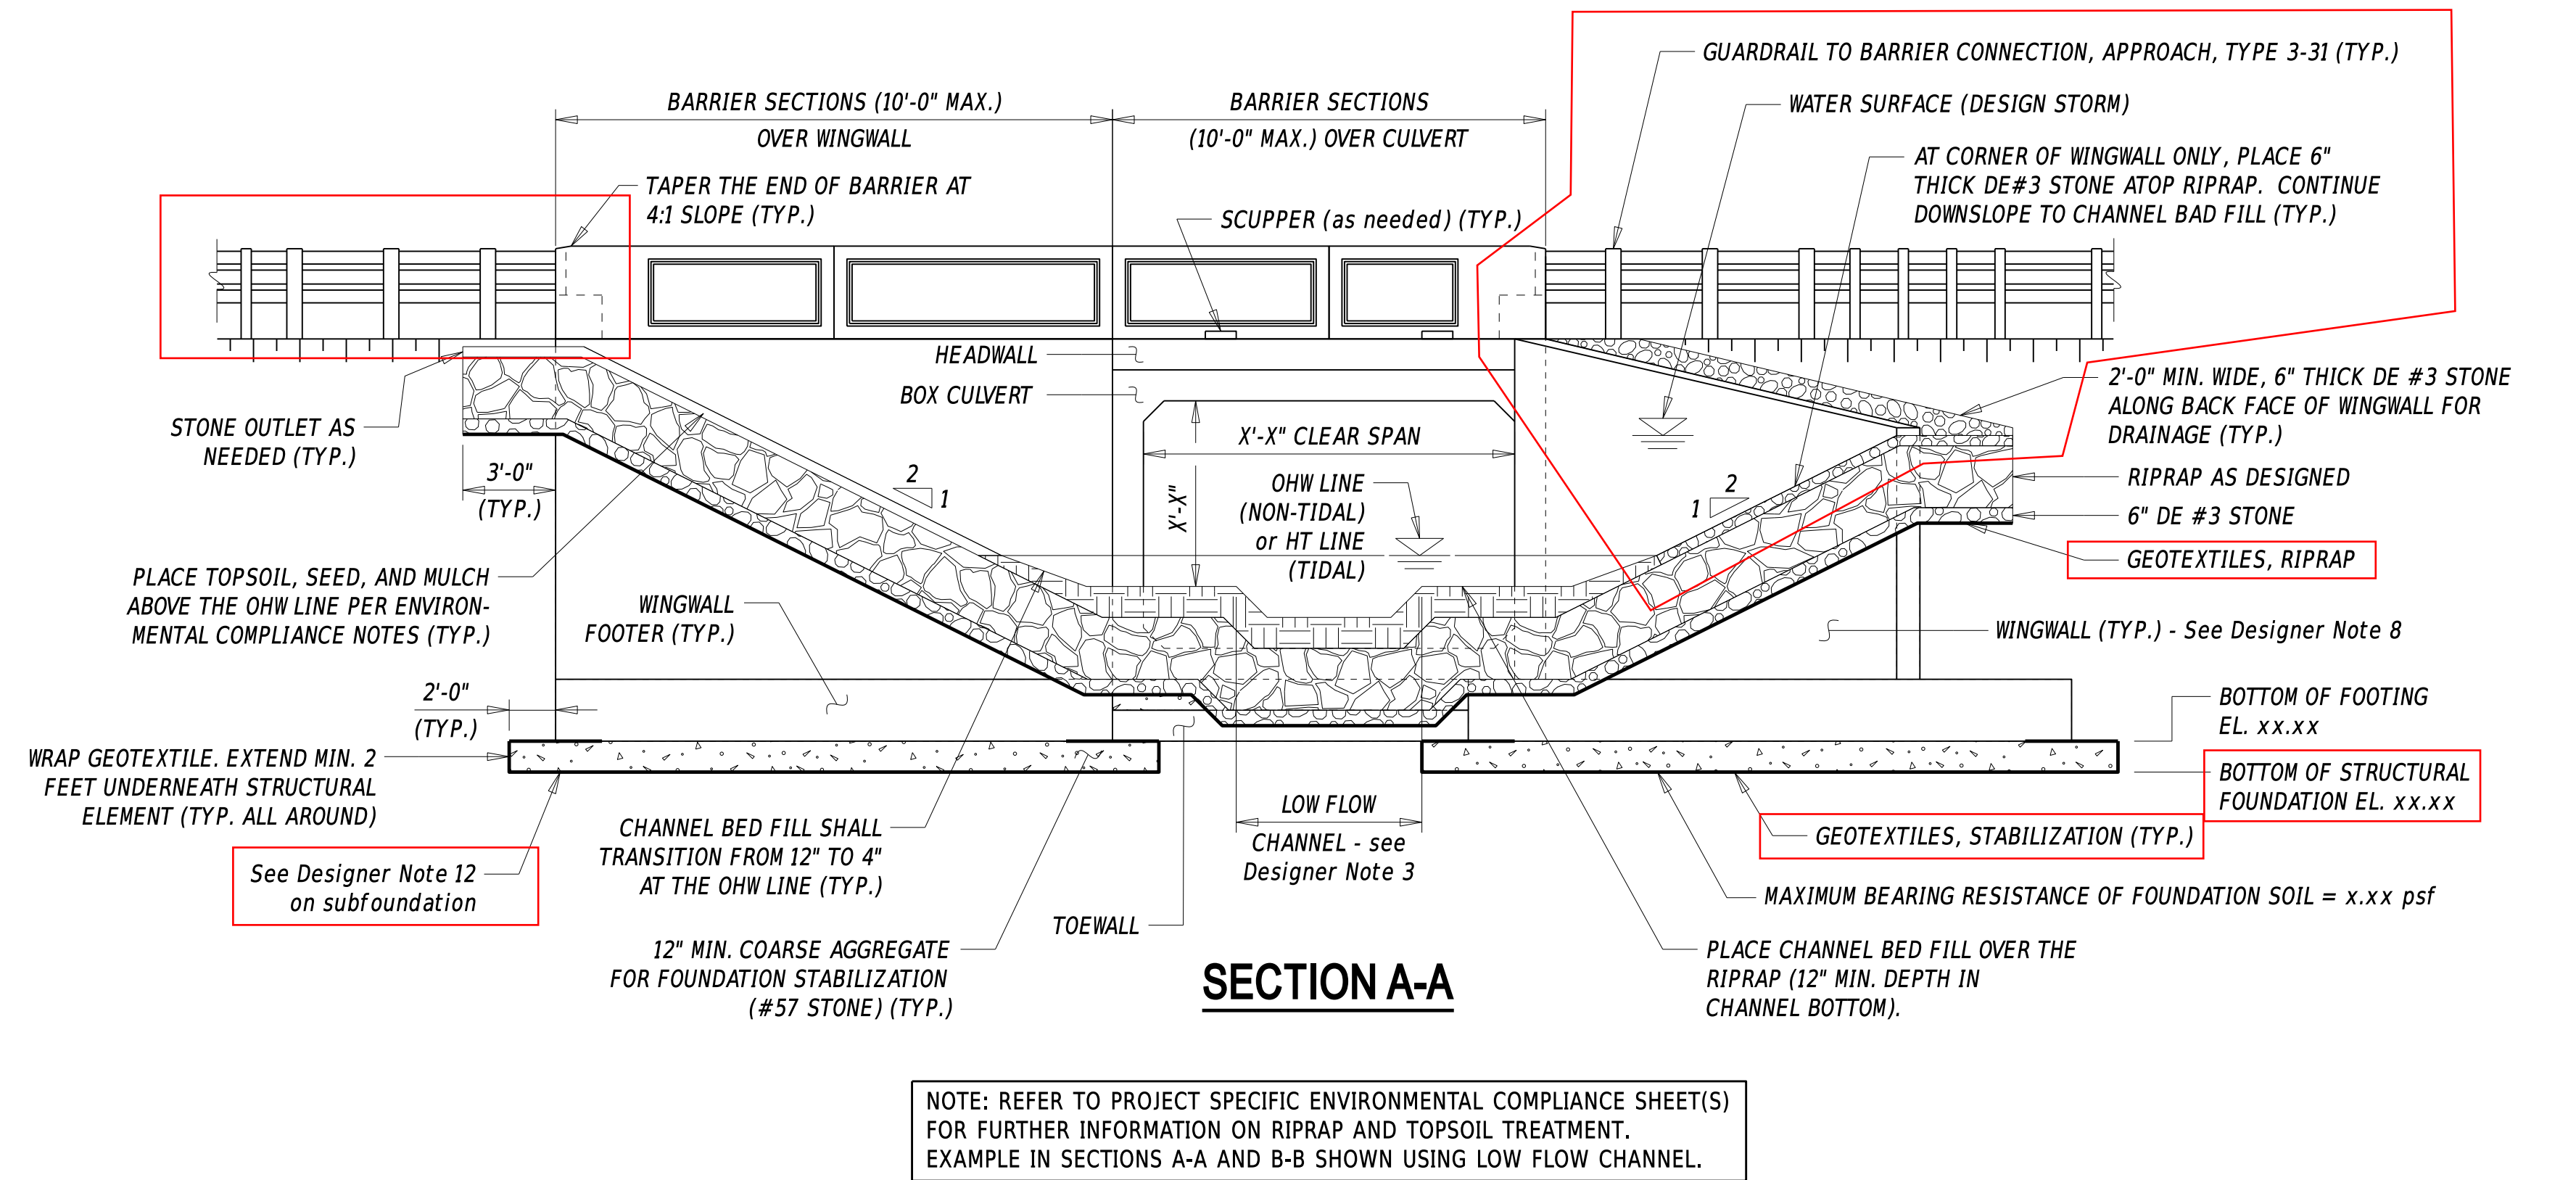 GUARDRAIL TO BARRIER CONNECTION, APPROACH, TYPE 3-31 (TYP.)
BARRIER SECTIONS (10'-0" MAX.)
OVER WINGWALL
BARRIER SECTIONS
(10'-0" MAX.) OVER CULVERT
WATER SURFACE (DESIGN STORM)
AT CORNER OF WINGWALL ONLY, PLACE 6"
THICK DE#3 STONE ATOP RIPRAP. CONTINUE
DOWNSLOPE TO CHANNEL BAD FILL (TYP.)
TAPER THE END OF BARRIER AT
4:1 SLOPE (TYP.)
SCUPPER (as needed) (TYP.)
HEADWALL
BOX CULVERT
2'-0" MIN. WIDE, 6" THICK DE #3 STONE
ALONG BACK FACE OF WINGWALL FOR
DRAINAGE (TYP.)
STONE OUTLET AS
NEEDED (TYP.)
3'-0"
(TYP.)
2
1
X'-X" CLEAR SPAN
X'-X"
OHW LINE
(NON-TIDAL)
or HT LINE
(TIDAL)
2
1
RIPRAP AS DESIGNED
6" DE #3 STONE
GEOTEXTILES, RIPRAP
PLACE TOPSOIL, SEED, AND MULCH
ABOVE THE OHW LINE PER ENVIRON-
MENTAL COMPLIANCE NOTES (TYP.)
WINGWALL
FOOTER (TYP.)
WINGWALL (TYP.) - See Designer Note 8
2'-0"
(TYP.)
BOTTOM OF FOOTING
EL. xx.xx
WRAP GEOTEXTILE. EXTEND MIN. 2
FEET UNDERNEATH STRUCTURAL
ELEMENT (TYP. ALL AROUND)
BOTTOM OF STRUCTURAL
FOUNDATION EL. xx.xx
LOW FLOW
CHANNEL - see
Designer Note 3
GEOTEXTILES, STABILIZATION (TYP.)
CHANNEL BED FILL SHALL
TRANSITION FROM 12" TO 4"
AT THE OHW LINE (TYP.)
See Designer Note 12
on subfoundation
MAXIMUM BEARING RESISTANCE OF FOUNDATION SOIL = x.xx psf
TOEWALL
12" MIN. COARSE AGGREGATE
FOR FOUNDATION STABILIZATION
(#57 STONE) (TYP.)
PLACE CHANNEL BED FILL OVER THE
RIPRAP (12" MIN. DEPTH IN
CHANNEL BOTTOM).
SECTION A-A
NOTE: REFER TO PROJECT SPECIFIC ENVIRONMENTAL COMPLIANCE SHEET(S)
FOR FURTHER INFORMATION ON RIPRAP AND TOPSOIL TREATMENT.
EXAMPLE IN SECTIONS A-A AND B-B SHOWN USING LOW FLOW CHANNEL.